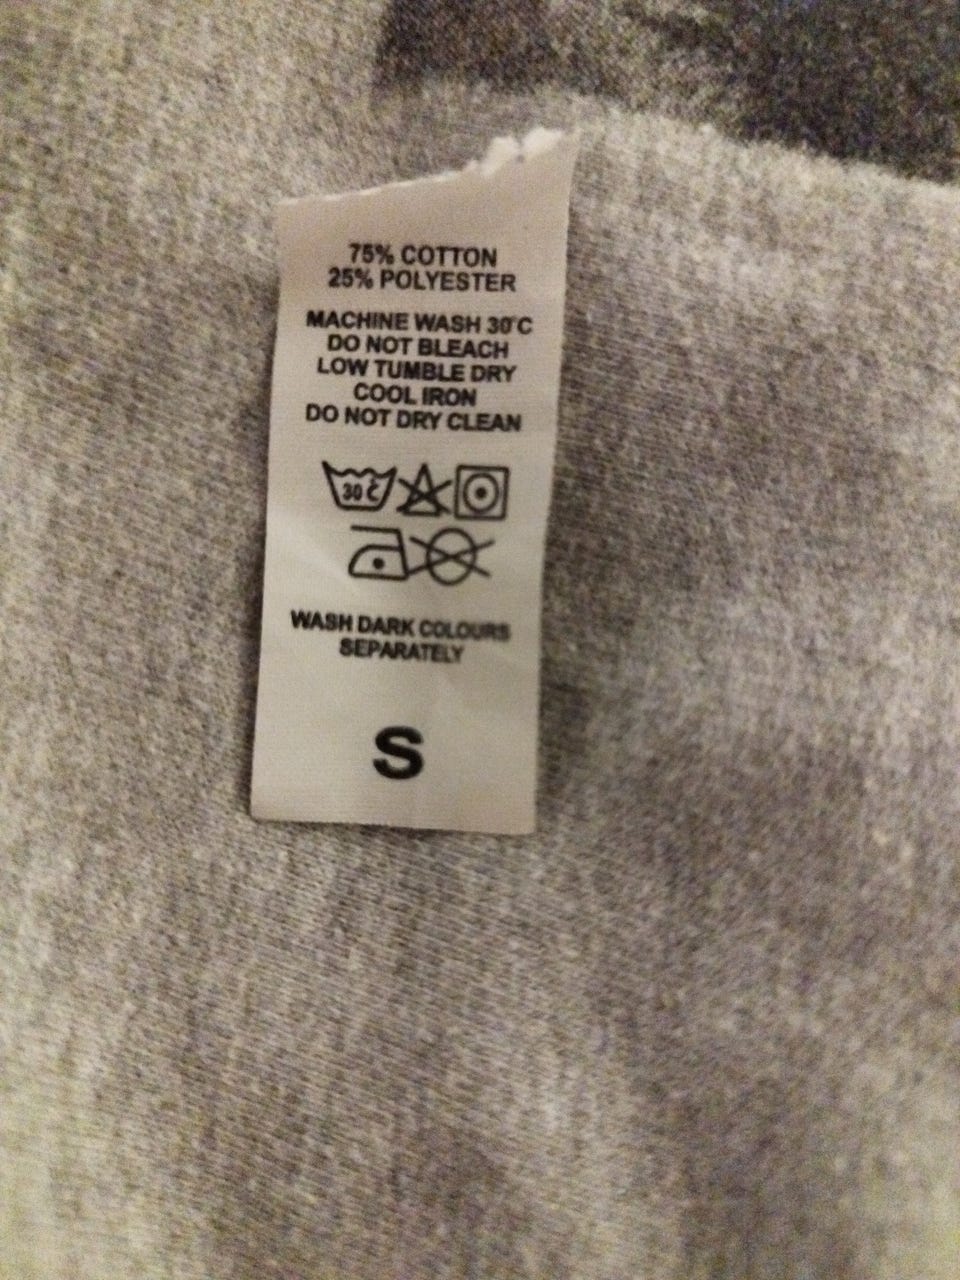 75% COTTON
25% POLYESTER
MACHINE WASH 30°C
DO NOT BLEACH
LOW TUMBLE DRY
COOL IRON
DO NOT DRY CLEAN
30 C
WASH DARK COLOURS
SEPARATELY
S